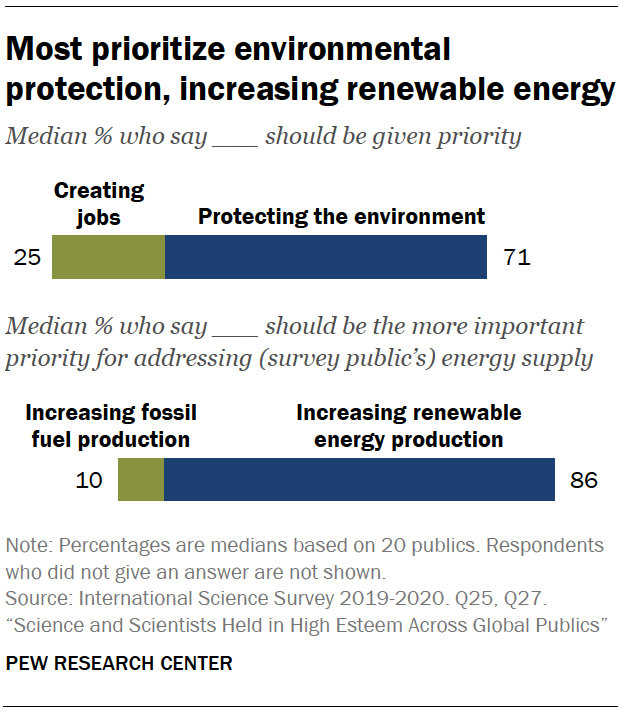 Most prioritize environmental
protection, increasing renewable energy
Median % who say ___ should be given priority
Creating
jobs
Protecting the environment
25
71
Median % who say ___ should be the more important
priority for addressing (survey public's) energy supply
Increasing fossil
fuel production
Increasing renewable
energy production
10
86
Note: Percentages are medians based on 20 publics. Respondents
who did not give an answer are not shown.
Source: International Science Survey 2019-2020. Q25, Q27.
“Science and Scientists Held in High Esteem Across Global Publics”
PEW RESEARCH CENTER